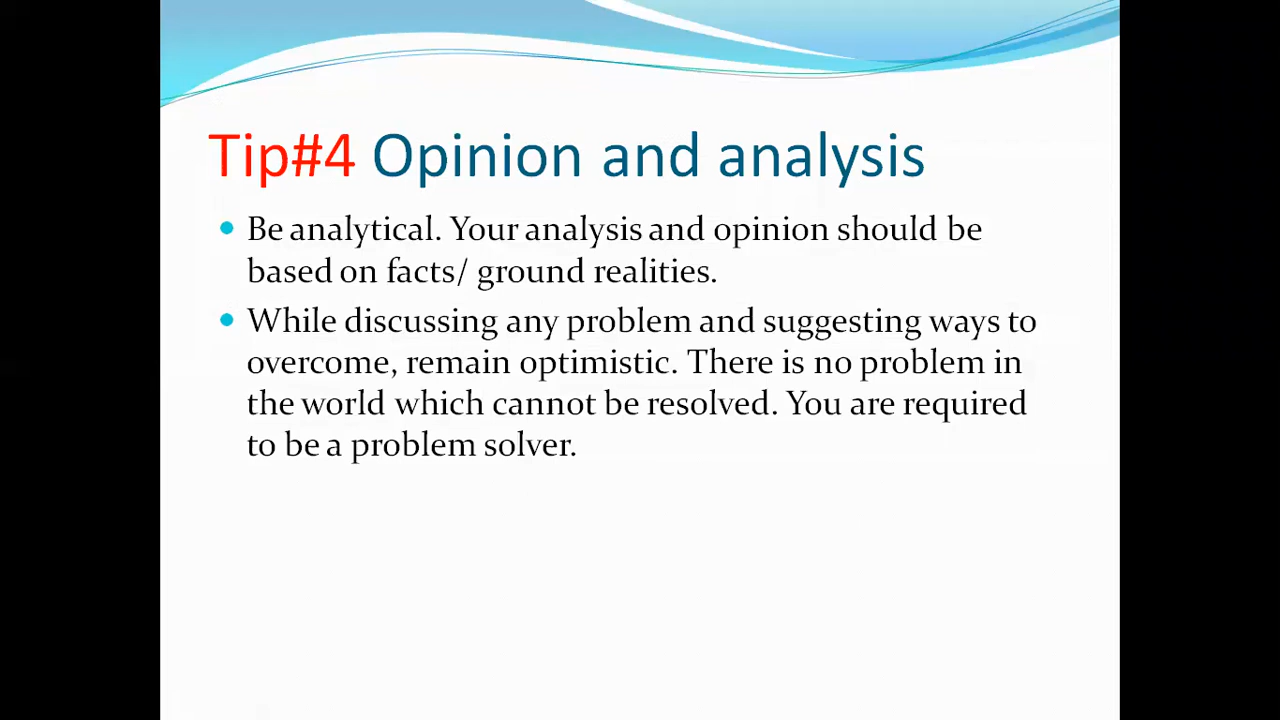 Tip#4 Opinion and analysis
Be analytical. Your analysis and opinion should be
based on facts/ ground realities.
While discussing any problem and suggesting ways to
overcome, remain optimistic. There is no problem in
the world which cannot be resolved. You are required
to be a problem solver.